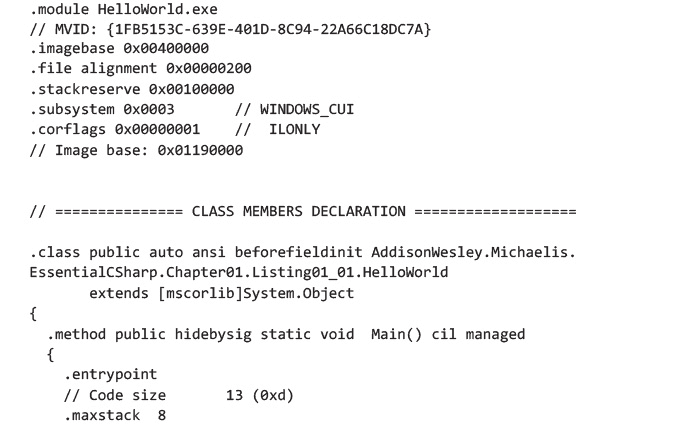 .module HelloWorld.exe
// MVID: {1FB5153C-639E-401D-8C94-22A66C18DC7A}
.imagebase 0x00400000
.file alignment 0x00000200
.stackreserve 0x00100000
.subsystem 0x0003       // WINDOWS_CUI
.corflags 0x00000001    //  ILONLY
// Image base: 0x01190000
// =============== CLASS MEMBERS DECLARATION ===================
.class public auto ansi beforefieldinit AddisonWesley.Michaelis.
EssentialCSharp.Chapter01.Listing01_01.HelloWorld
       extends [mscorlib]System.Object
{
  .method public hidebysig static void  Main() cil managed
  {
    .entrypoint
    // Code size       13 (0xd)
    .maxstack  8